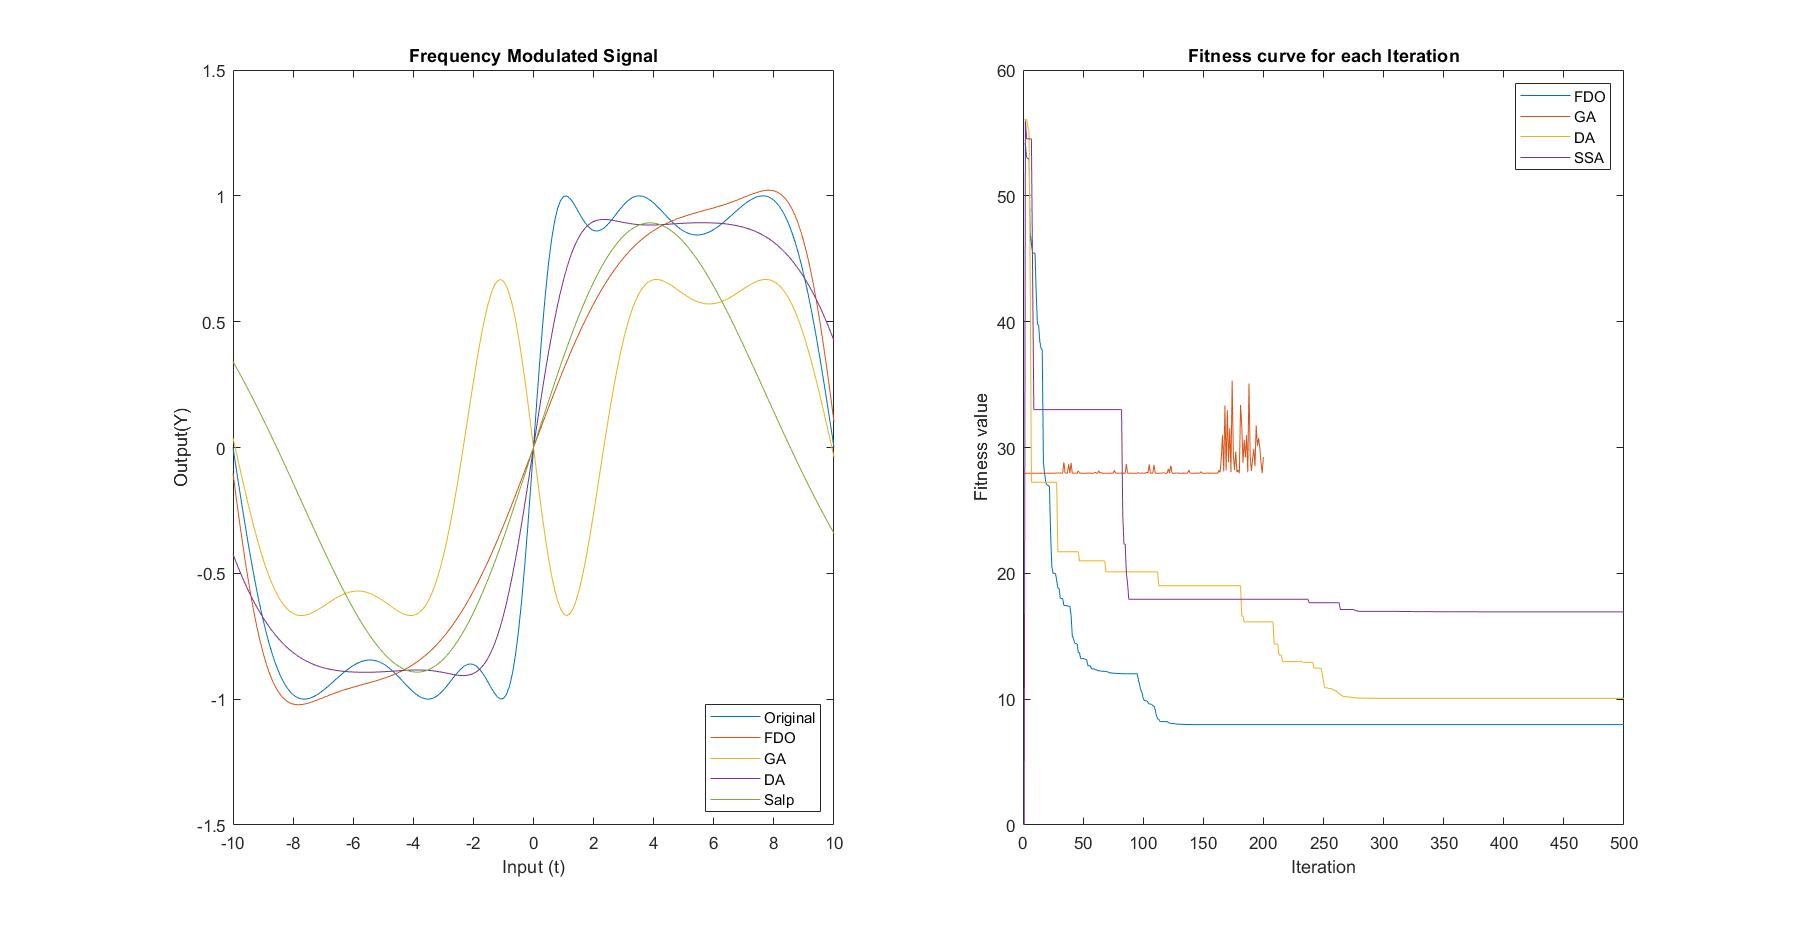 Frequency Modulated Signal
1.5
1
0.5
0
-0.5
-1
-1.5
Output(Y)
-10 -8 -6 -4 -2 0 2 4 6 8 10
Input (t)
Original
FDO
GA
DA
Salp
Fitness curve for each Iteration
60
50
40
30
20
10
0
Fitness value
0 50 100 150 200 250 300 350 400 450 500
Iteration
FDO
GA
DA
SSA